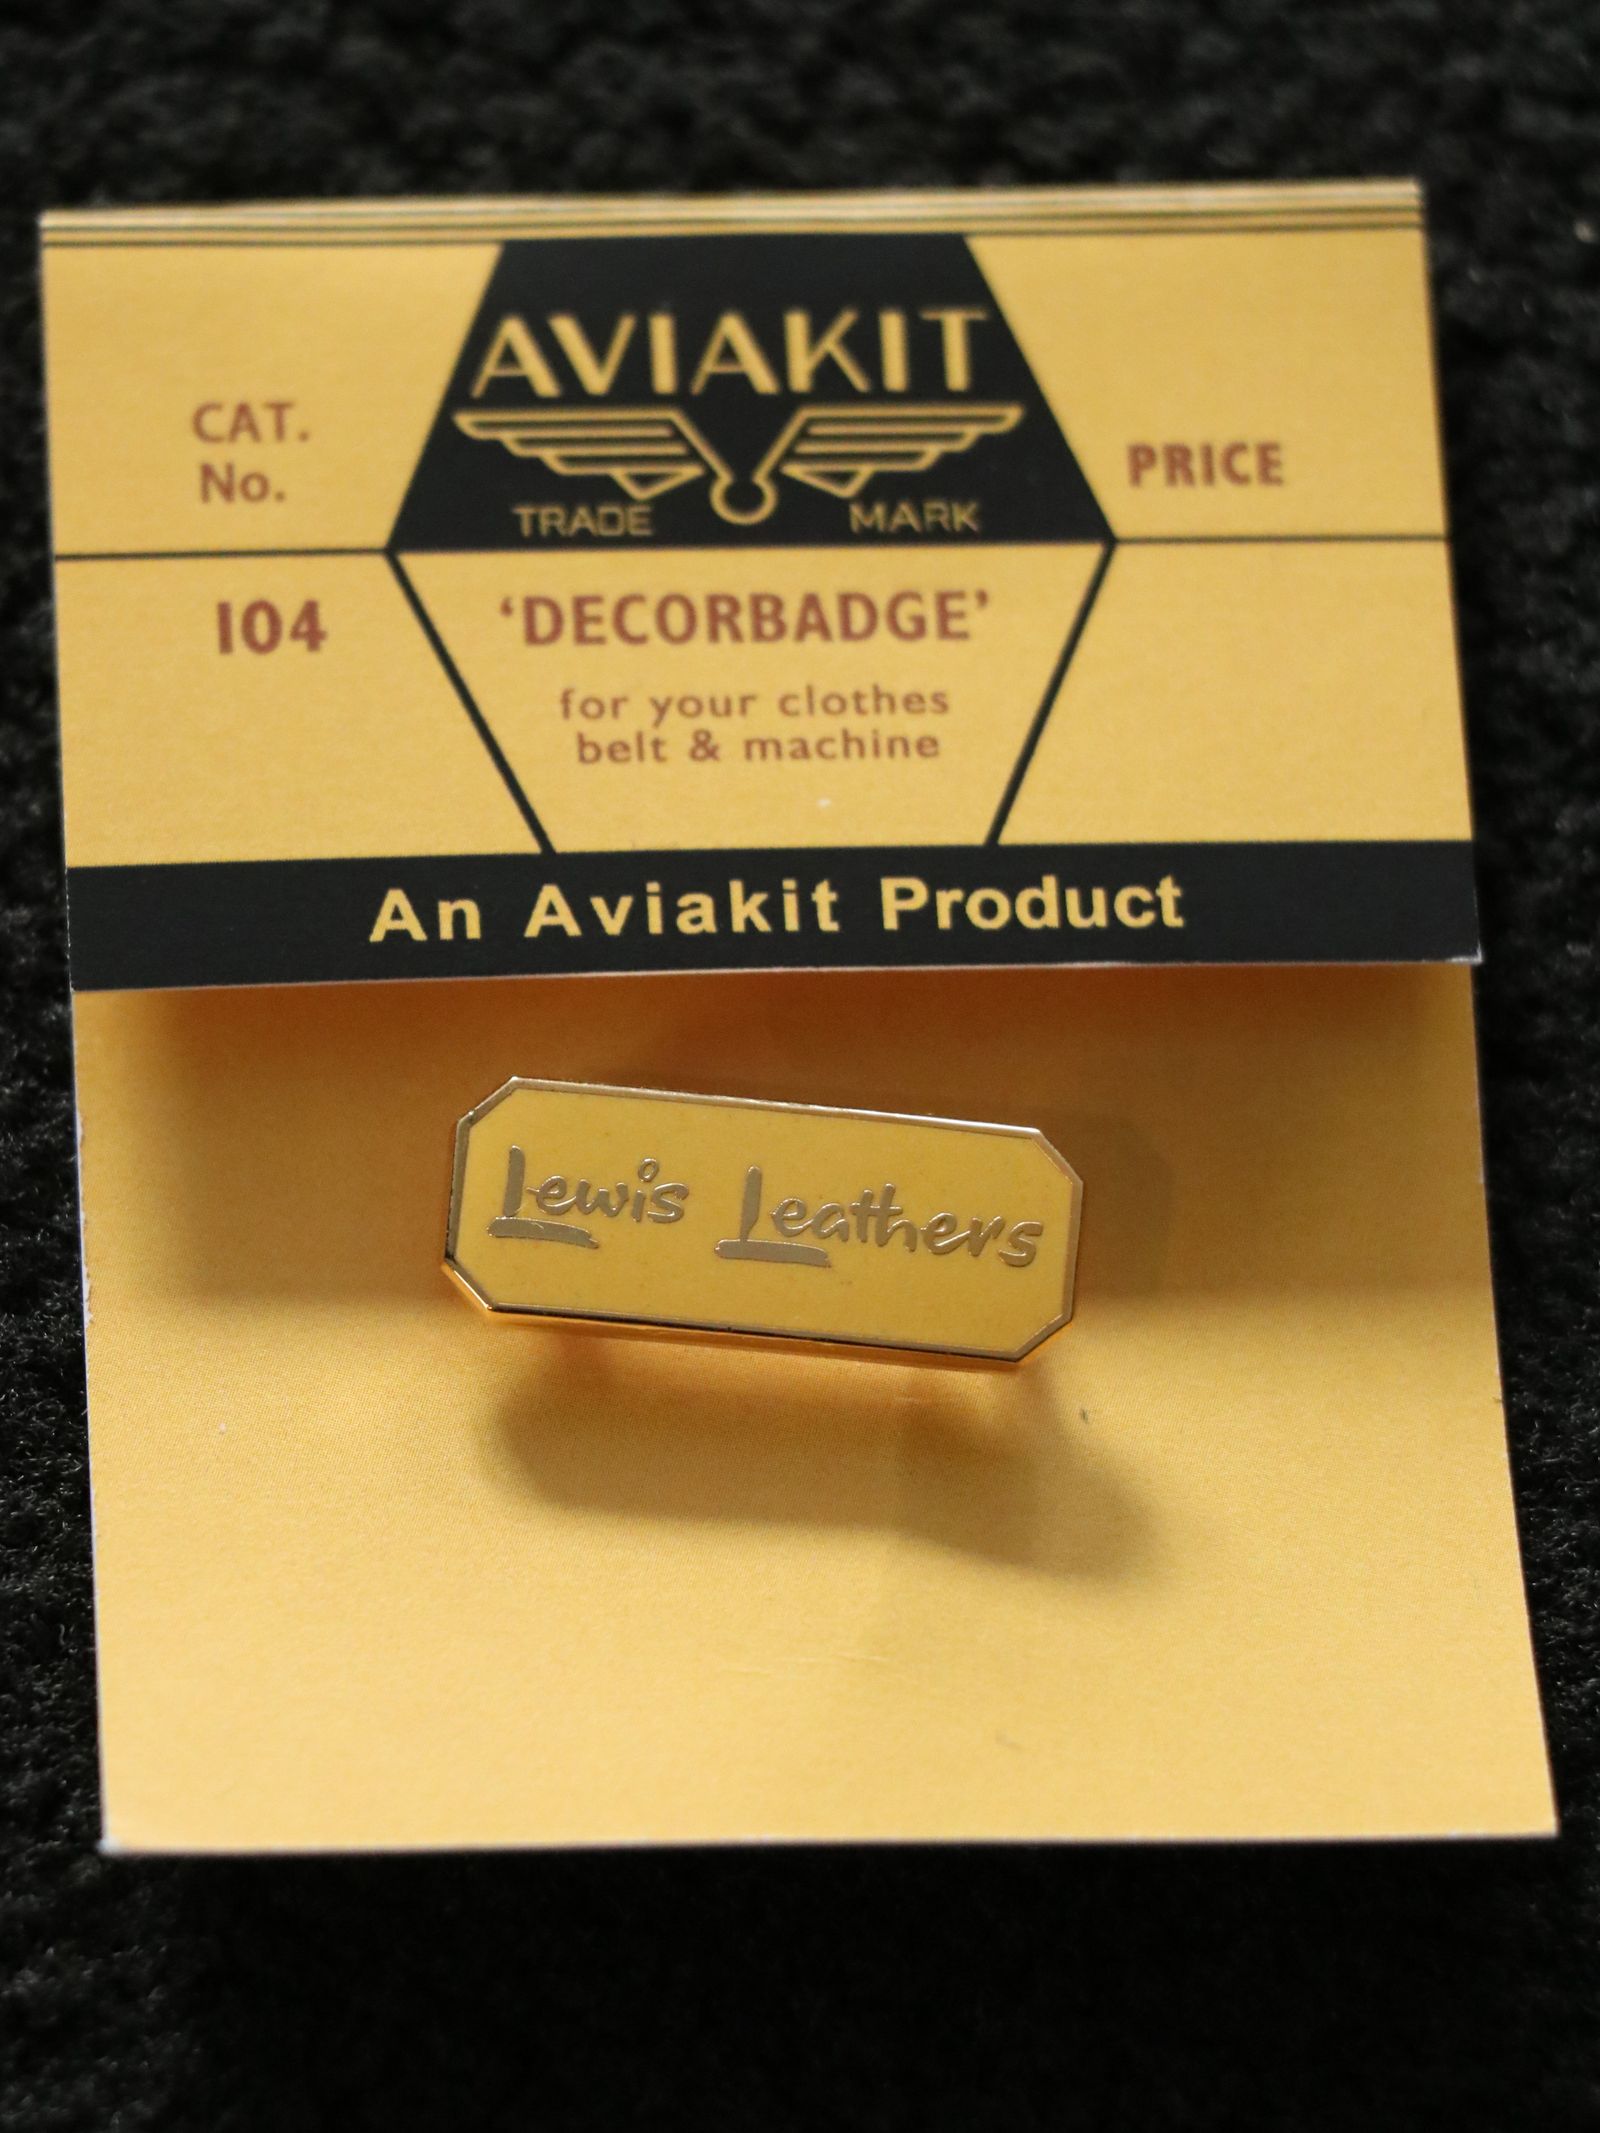 AVIAKIT
CAT.
No.
PRICE
TRADE MARK
104
‘DECORBADGE’
for your clothes
belt & machine
An Aviakit Product
Lewis Leathers